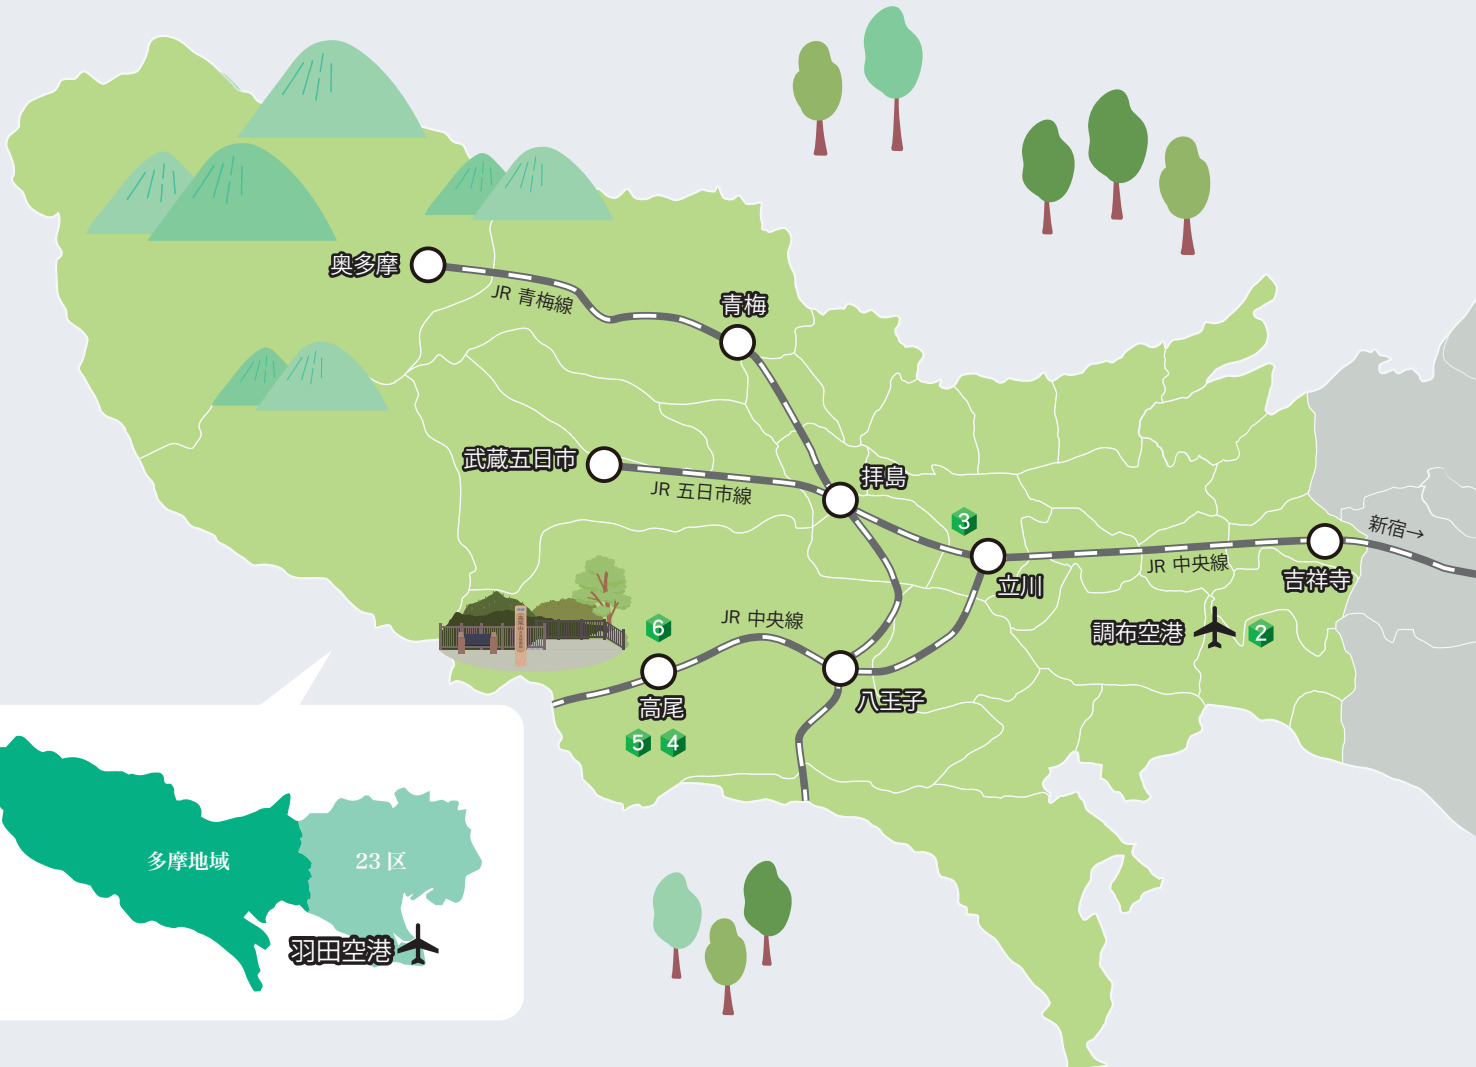 奥多摩
JR 青梅線
青梅
武蔵五日市
JR 五日市線
拝島
3
新宿→
JR 中央線
吉祥寺
立川
調布空港
2
6
JR 中央線
高尾
八王子
5
4
多摩地域
23 区
羽田空港